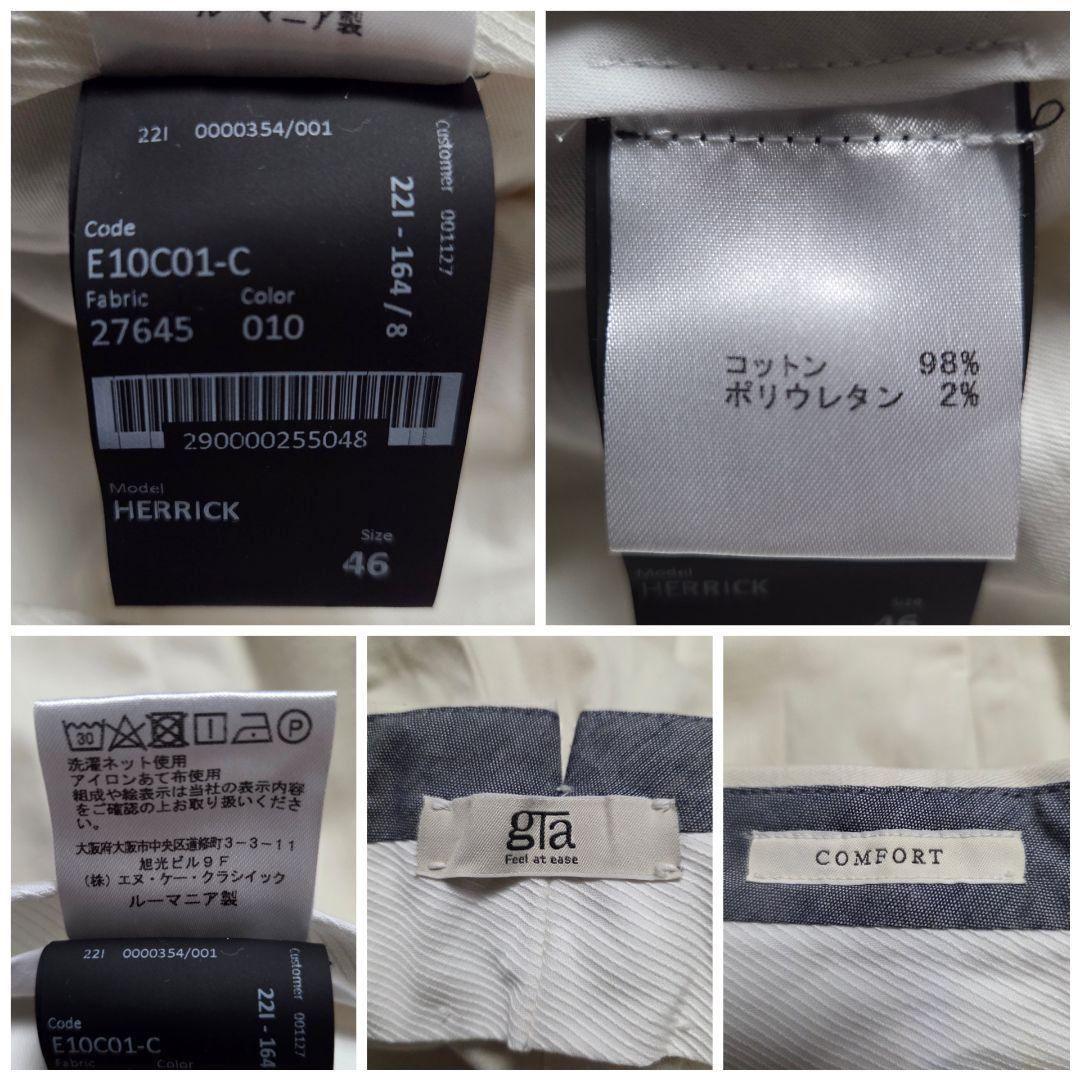 ルーマニア製
22I 0000354/001
Customer 001127
22I - 164 / 8
Code
E10C01-C
Fabric Color
27645 010
290000255048
Model
HERRICK
Size
46
コットン 98%
ポリウレタン 2%
Model
HERRICK
Size
46
30 P
洗濯ネット使用
アイロンあて布使用
組成や絵表示は当社の表示内容
をご確認の上お取り扱いくださ
い。
大阪府大阪市中央区道修町3-3-11
旭光ビル9F
(株)エヌ・ケー・クラシイック
ルーマニア製
22I 0000354/001
Customer 001127
22I - 164
Code
E10C01-C
Fabric Color
gTa
Feel at ease
COMFORT